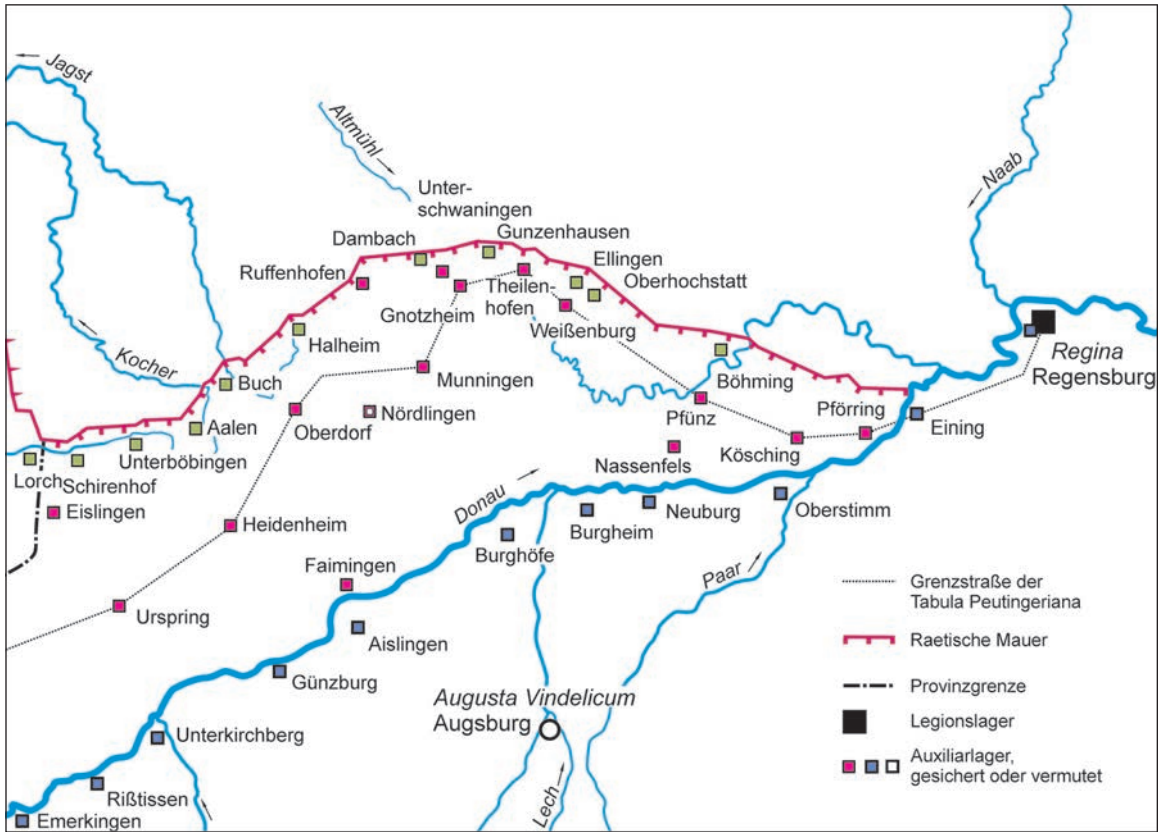 Jagst
Altmühl
Naab
Unter-
schwaningen
Gunzenhausen
Dambach
Ellingen
Ruffenhofen
Oberhochstatt
Theilen-
hofen
Gnotzheim
Weißenburg
Halheim
Kocher
Regina
Regensburg
Buch
Munningen
Böhming
Nördlingen
Pfünz
Pförring
Oberdorf
Eining
Aalen
Unterböbingen
Kösching
Nassenfels
Lorch
Schirenhof
Donau
Eislingen
Neuburg
Oberstimm
Heidenheim
Burgheim
Burghöfe
Paar
Faimingen
Grenzstraße der
Tabula Peutingeriana
Urspring
Aislingen
Raetische Mauer
Günzburg
Provinzgrenze
Augusta Vindelicum
Augsburg
Legionslager
Unterkirchberg
Auxiliarlager,
gesichert oder vermutet
Rißtissen
Lech
Emerkingen